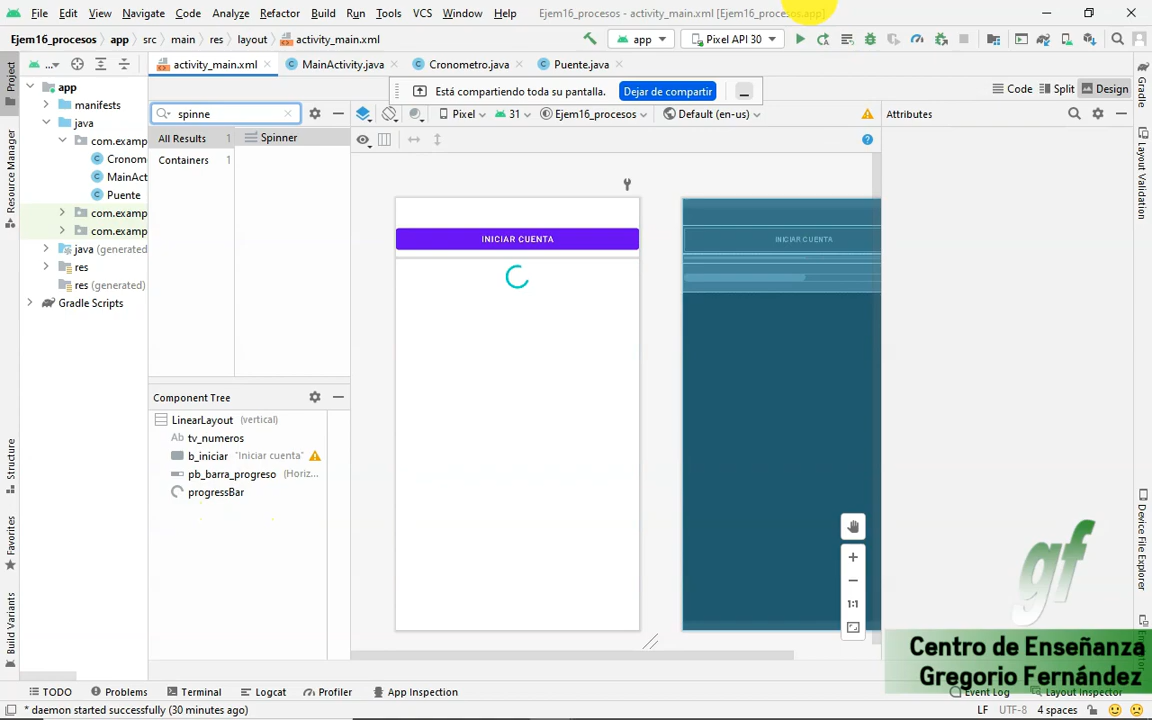 File Edit View Navigate Code Analyze Refactor Build Run Tools VCS Window Help Ejem16_procesos - activity_main.xml [Ejem16_procesos.app]
Ejem16_procesos app src main res layout activity_main.xml app Pixel API 30
activity_main.xml MainActivity.java Cronometro.java Puente.java
Project
app
manifests
java
com.examp
Cronom
MainAct
Puente
com.examp
com.examp
java (generated)
res
res (generated)
Gradle Scripts
Resource Manager
Structure
Favorites
Build Variants
Está compartiendo toda su pantalla. Dejar de compartir
Code Split Design
spinne
All Results 1
Containers 1
Spinner
Pixel 31 Ejem16_procesos Default (en-us)
Attributes
INICIAR CUENTA
INICIAR CUENTA
1:1
Component Tree
LinearLayout (vertical)
Ab tv_numeros
b_iniciar "Iniciar cuenta"
pb_barra_progreso (Horiz...
progressBar
Gradle
Layout Validation
Device File Explorer
gf
Centro de Enseñanza
Gregorio Fernández
TODO Problems Terminal Logcat Profiler App Inspection Event Log Layout Inspector
* daemon started successfully (30 minutes ago) LF UTF-8 4 spaces